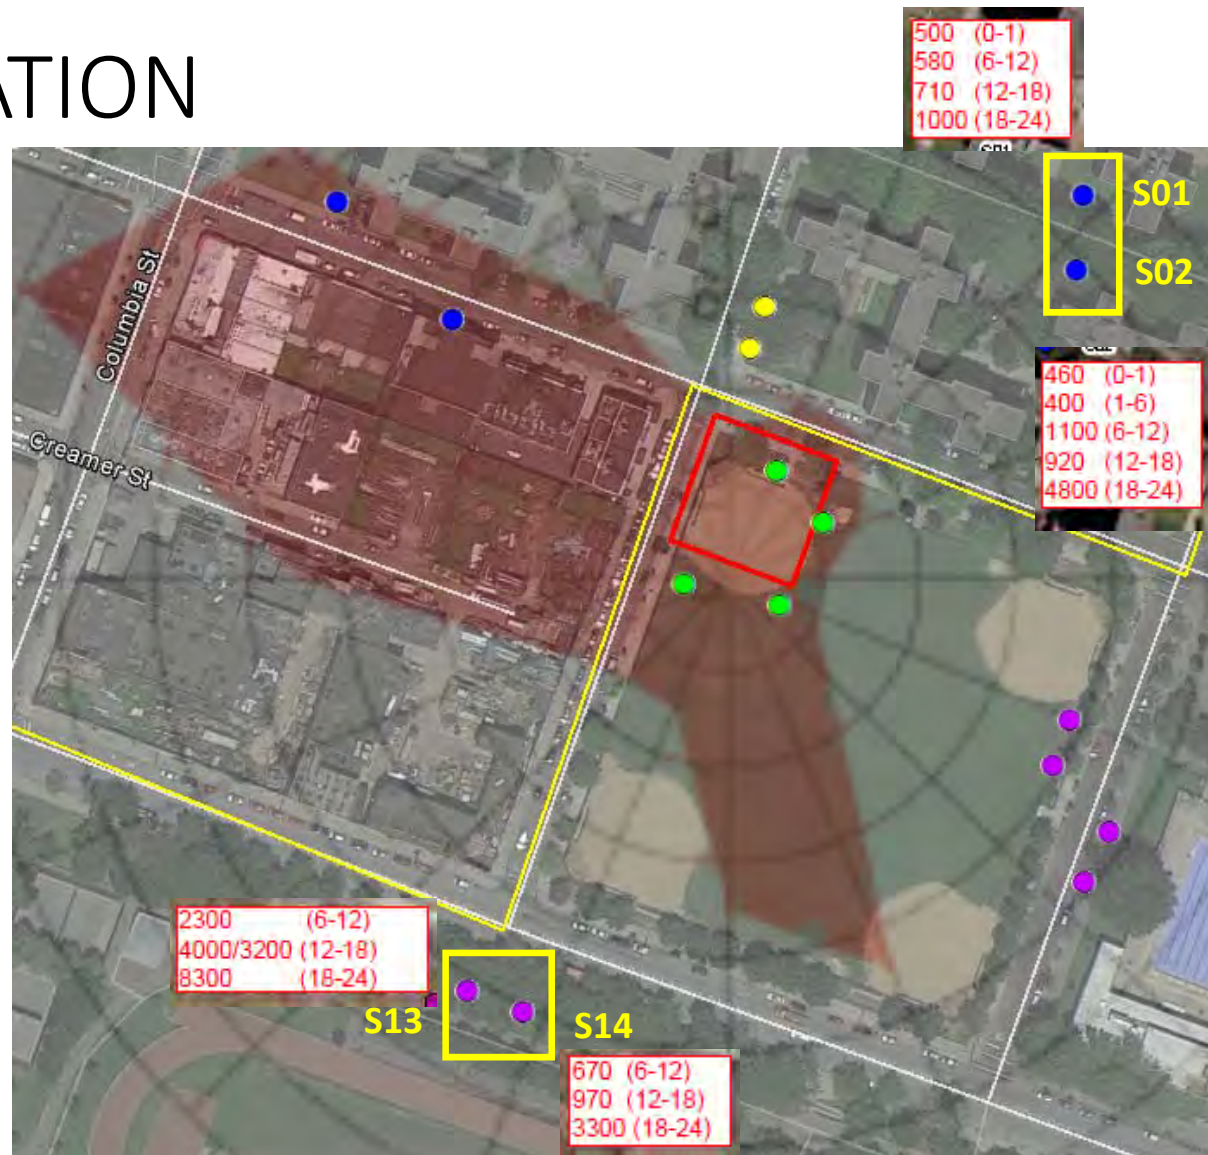 ATION
500 (0-1)
580 (6-12)
710 (12-18)
1000 (18-24)
S01
S01
S02
460 (0-1)
400 (1-6)
1100 (6-12)
920 (12-18)
4800 (18-24)
Columbia St
Creamer St
2300 (6-12)
4000/3200 (12-18)
8300 (18-24)
S13
S14
670 (6-12)
970 (12-18)
3300 (18-24)